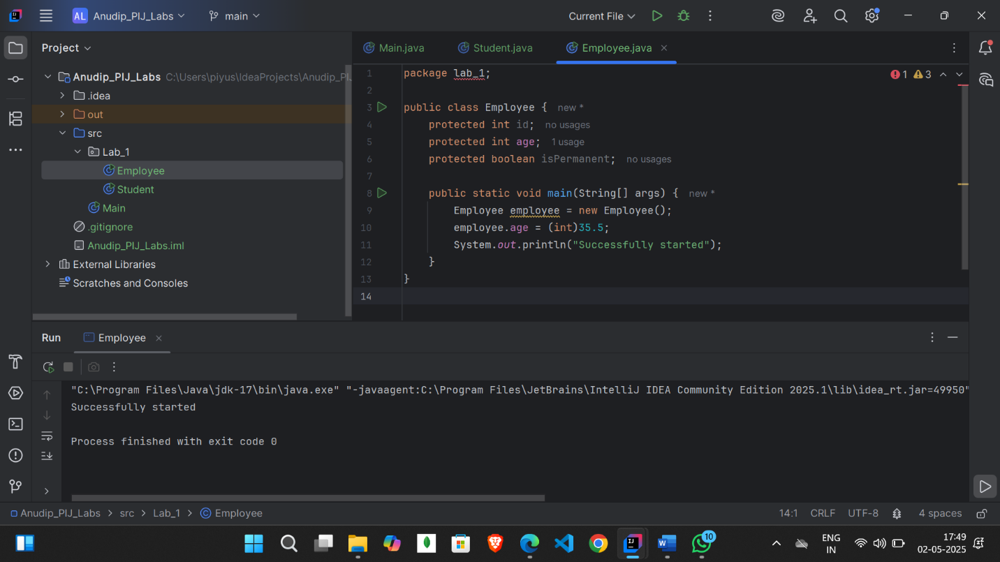 AL Anudip_PIJ_Labs main Current File
Project
Main.java Student.java Employee.java
Anudip_PIJ_Labs C:\Users\piyus\IdeaProjects\Anudip_PI
.idea
out
src
Lab_1
Employee
Student
Main
.gitignore
Anudip_PIJ_Labs.iml
External Libraries
Scratches and Consoles
1 package lab_1;
1 3
2
3 public class Employee { new *
4 protected int id; no usages
5 protected int age; 1 usage
6 protected boolean isPermanent; no usages
7
8 public static void main(String[] args) { new *
9 Employee employee = new Employee();
10 employee.age = (int)35.5;
11 System.out.println("Successfully started");
12 }
13 }
14
Run Employee
"C:\Program Files\Java\jdk-17\bin\java.exe" "-javaagent:C:\Program Files\JetBrains\IntelliJ IDEA Community Edition 2025.1\lib\idea_rt.jar=49950"
Successfully started
Process finished with exit code 0
Anudip_PIJ_Labs > src > Lab_1 > Employee 14:1 CRLF UTF-8 4 spaces
10
ENG
IN
17:49
02-05-2025